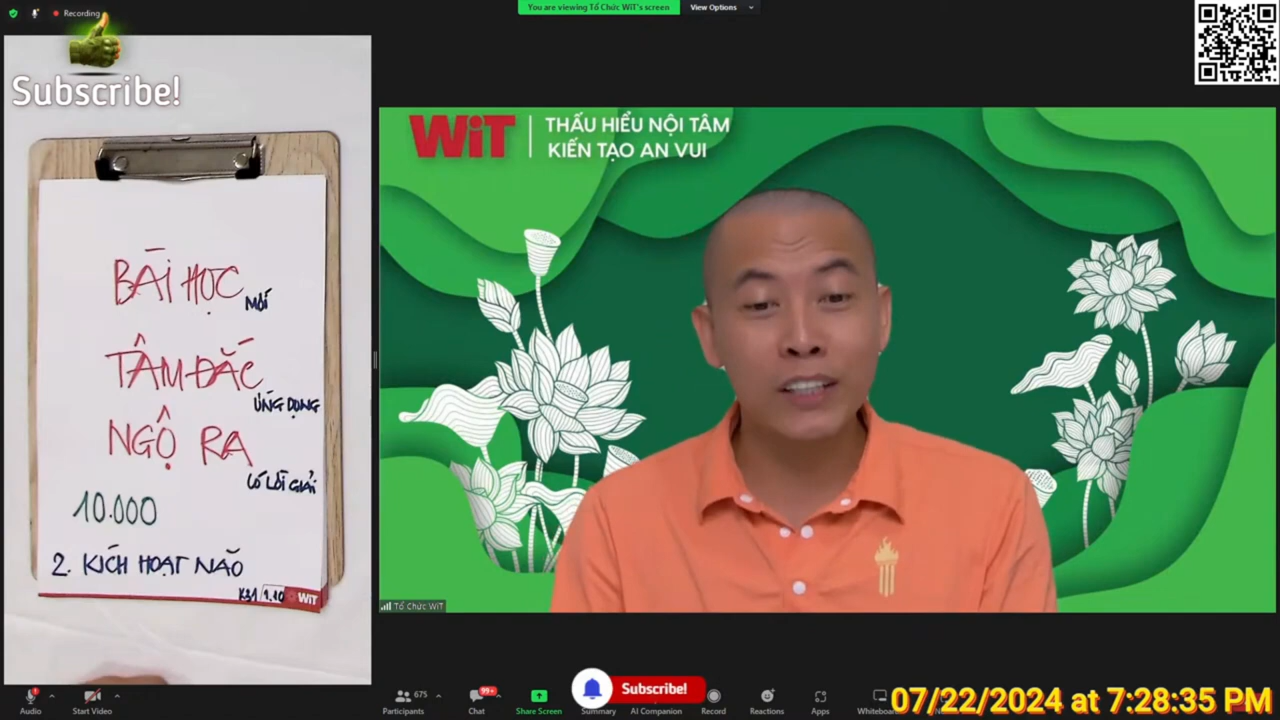 Recording
You are viewing Tổ Chức WiT's screen
View Options
Subscribe!
BÀI HỌC
MỚI
TÂM ĐẮC
ỨNG DỤNG
NGỘ RA
CÓ LỜI GIẢI
10.000
2. KÍCH HOẠT NÃO
K31
1.10
WiT
WiT
THẤU HIỂU NỘI TÂM
KIẾN TẠO AN VUI
Tổ Chức WiT
Audio
Start Video
Participants
675
Chat
99+
Share Screen
Summary
AI Companion
Record
Reactions
Apps
Subscribe!
07/22/2024 at 7:28:35 PM